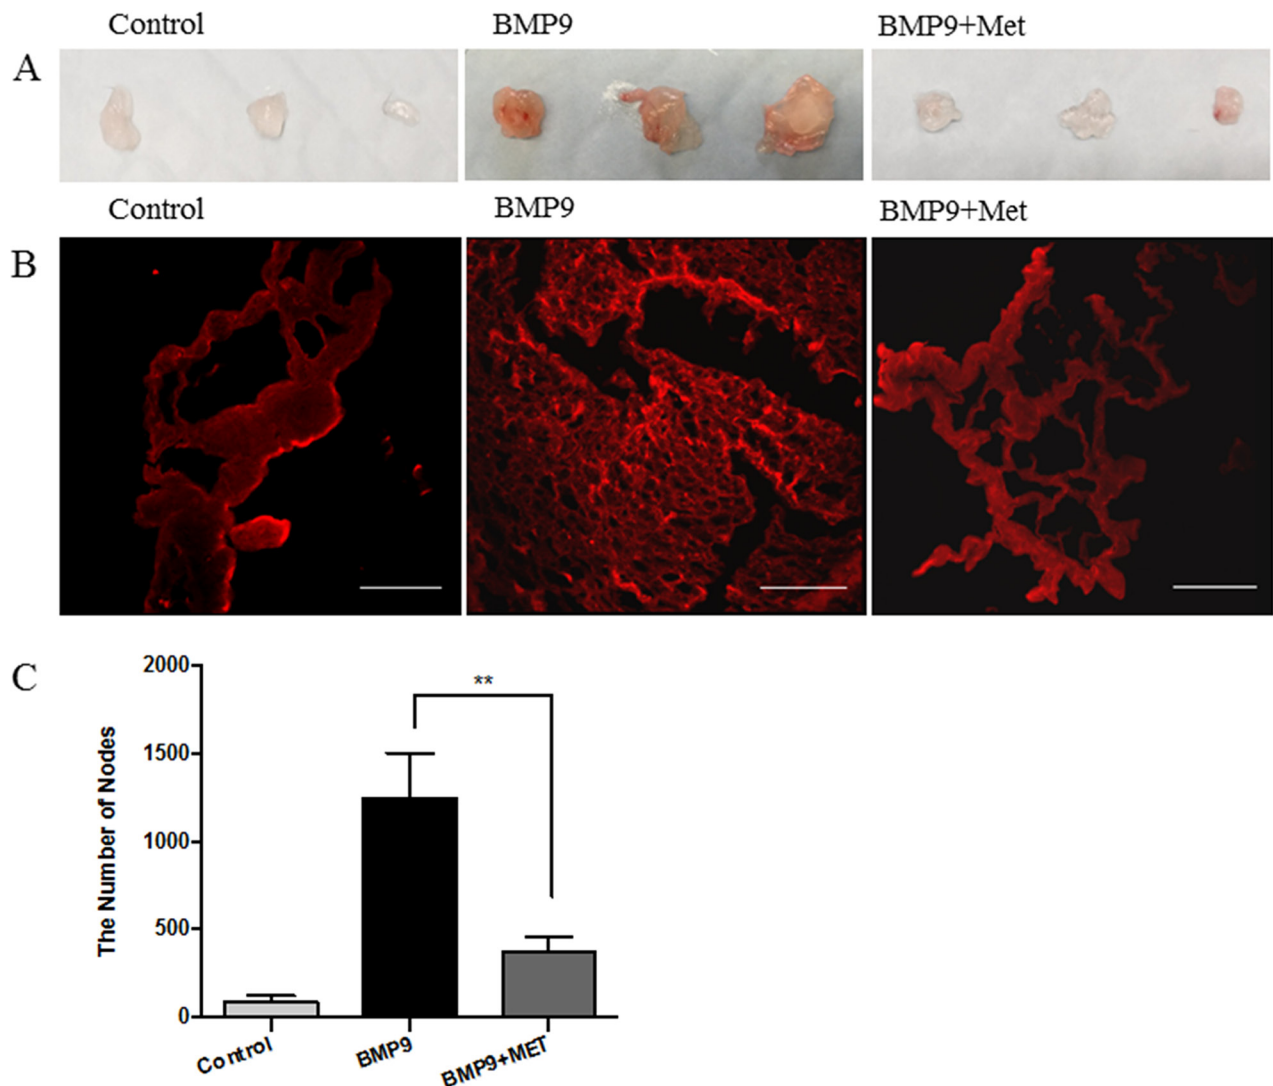 Control BMP9 BMP9+Met
A
Control BMP9 BMP9+Met
B
C
The Number of Nodes
2000
1500
1000
500
0
**
Control BMP9 BMP9+MET